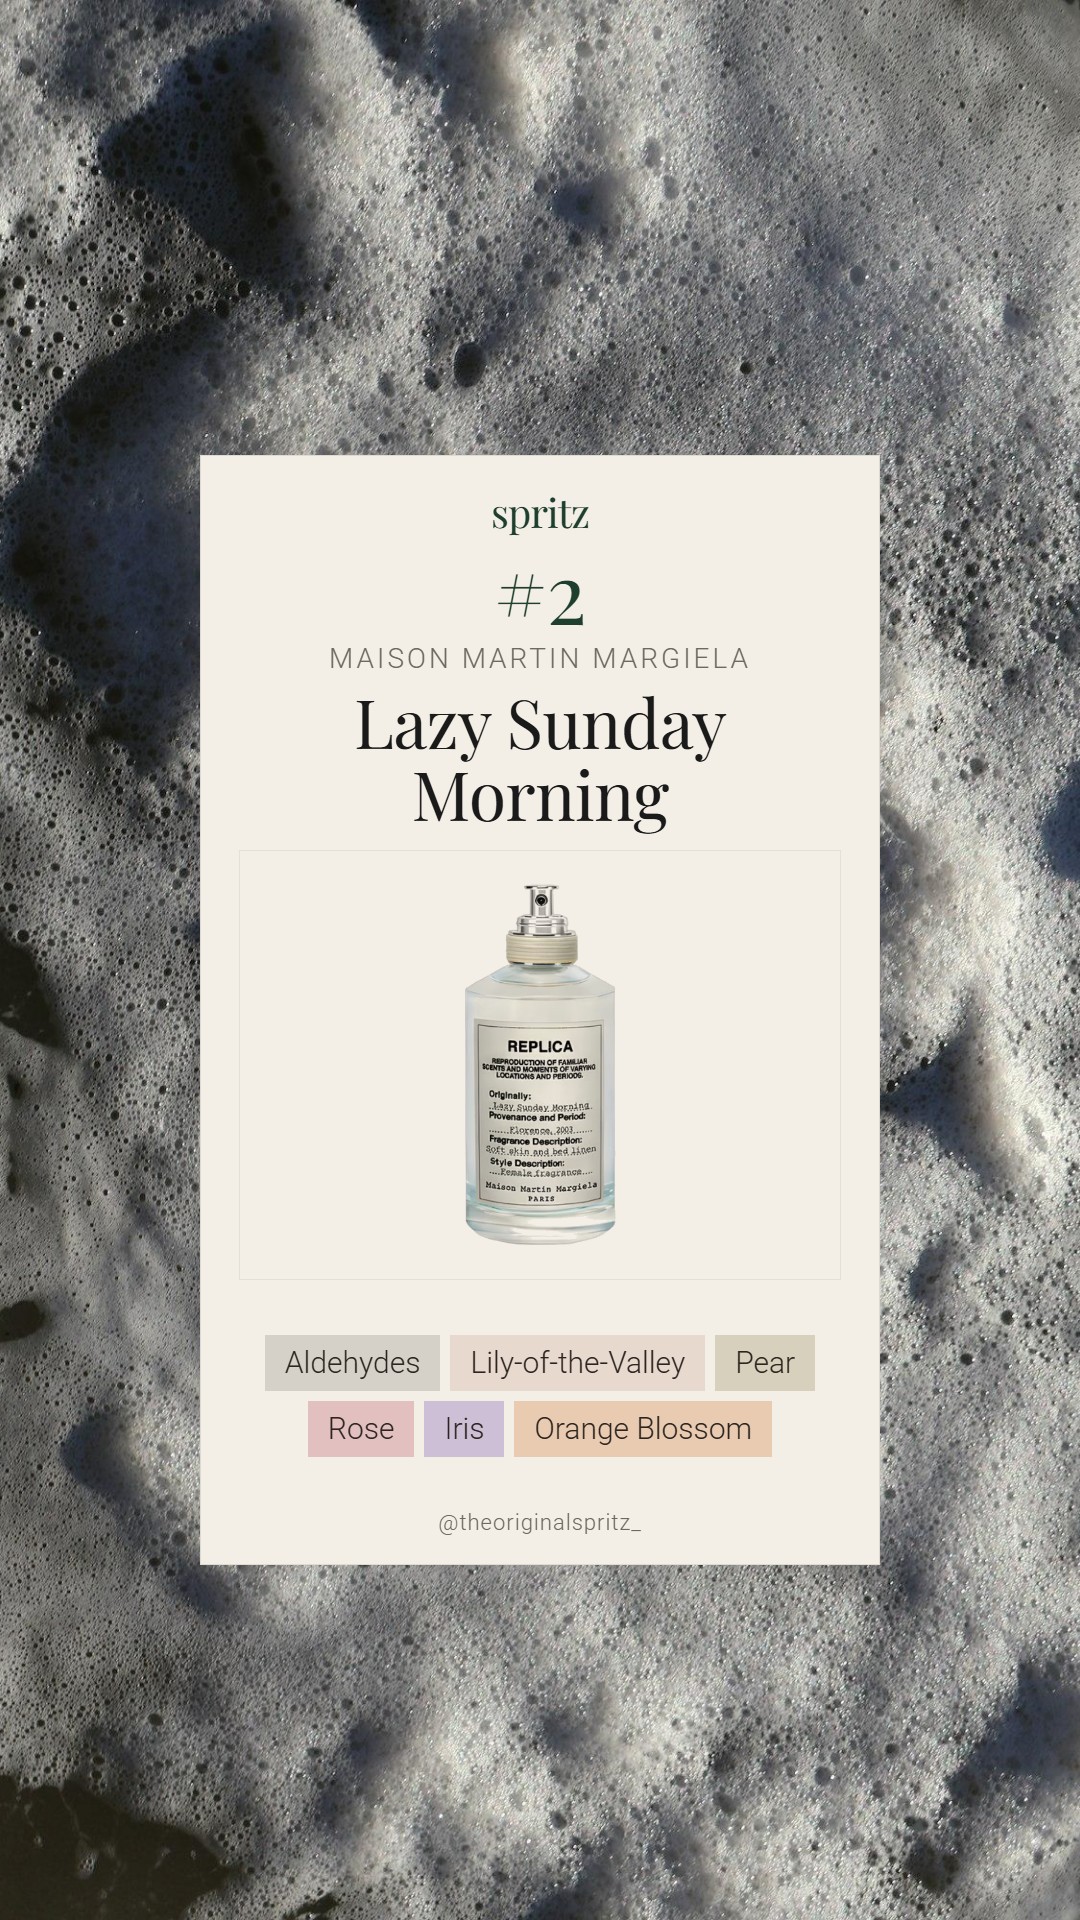 spritz
#2
MAISON MARTIN MARGIELA
Lazy Sunday
Morning
REPLICA
REPRODUCTION OF FAMILIAR
SCENTS AND MOMENTS OF VARYING
LOCATIONS AND PERIODS.
Originally:
Lazy Sunday Morning
Provenance and Period:
Florence, 2003
Fragrance Description:
Soft skin and bed linen
Style Description:
Female fragrance
Maison Martin Margiela
PARIS
Aldehydes Lily-of-the-Valley Pear
Rose Iris Orange Blossom
@theoriginalspritz_